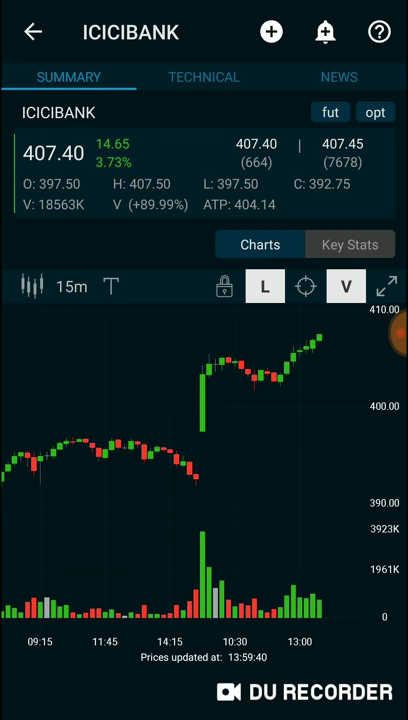 ICICIBANK
SUMMARY TECHNICAL NEWS
ICICIBANK fut opt
407.40 14.65 3.73% 407.40 (664) | 407.45 (7678)
O: 397.50 H: 407.50 L: 397.50 C: 392.75
V: 18563K V (+89.99%) ATP: 404.14
Charts Key Stats
15m T L V
410.00
400.00
390.00
3923K
1961K
0
09:15 11:45 14:15 10:30 13:00
Prices updated at: 13:59:40
DU RECORDER